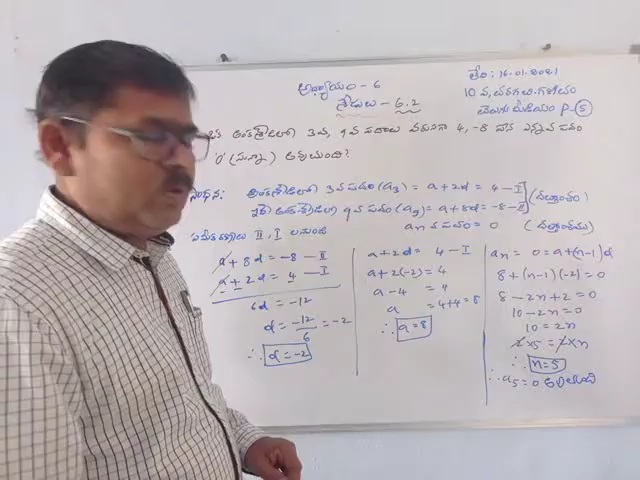 అధ్యాయం - 6
శ్రేఢులు - 6.2
తేది: 16.01.2021
10 వ, తరగతి. గణితం
తెలుగు మీడియం P-5
అంకశ్రేఢిలో 3వ, 9వ పదాలు వరుసగా 4, -8 అయిన ఎన్నవ పదం
0 (సున్నా) అవుతుంది?
సాధన: అంకశ్రేఢిలో 3వ పదం (a3) = a+2d = 4 - I
అంకశ్రేఢిలో 9వ పదం (a9) = a+8d = -8 - II (దత్తాంశం)
an వ పదం = 0 (దత్తాంశము)
సమీకరణాలు II, I లనుండి
a + 8d = -8 - II
a + 2d = 4 - I
6d = -12
d = -12/6 = -2
∴ d = -2
a + 2d = 4 - I
a + 2(-2) = 4
a - 4 = 4
a = 4+4 = 8
∴ a = 8
an = 0 = a+(n-1)d
8 + (n-1)(-2) = 0
8 - 2n + 2 = 0
10 - 2n = 0
10 = 2n
2×5 = 2×n
∴ n = 5
∴ a5 = 0 అవుతుంది